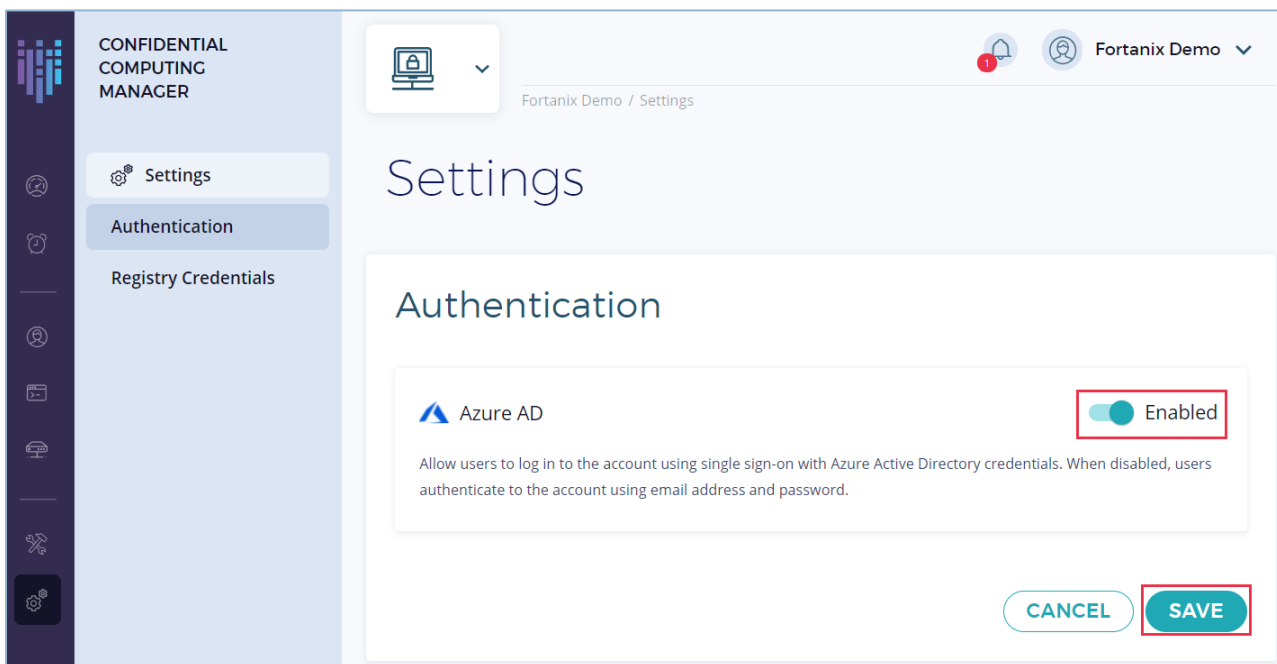 CONFIDENTIAL
COMPUTING
MANAGER
Settings
Authentication
Registry Credentials
1
Fortanix Demo
Fortanix Demo / Settings
Settings
Authentication
Azure AD
Enabled
Allow users to log in to the account using single sign-on with Azure Active Directory credentials. When disabled, users
authenticate to the account using email address and password.
CANCEL
SAVE